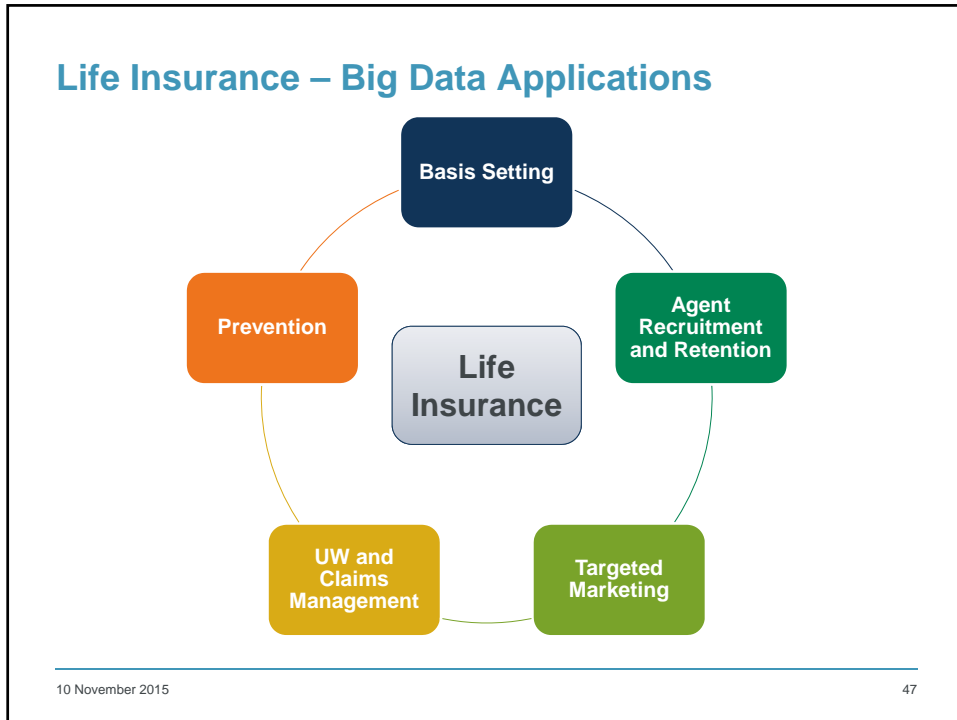 Life Insurance – Big Data Applications
Basis Setting
Agent
Recruitment
and Retention
Targeted
Marketing
UW and
Claims
Management
Prevention
Life
Insurance
10 November 2015
47